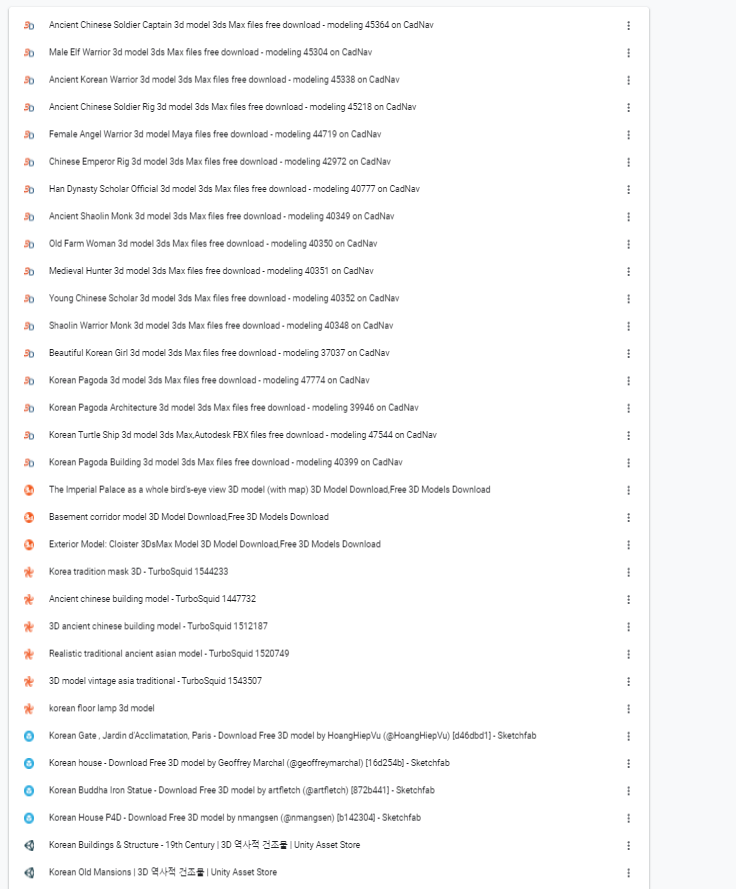 Ancient Chinese Soldier Captain 3d model 3ds Max files free download - modeling 45364 on CadNav
Male Elf Warrior 3d model 3ds Max files free download - modeling 45304 on CadNav
Ancient Korean Warrior 3d model 3ds Max files free download - modeling 45338 on CadNav
Ancient Chinese Soldier Rig 3d model 3ds Max files free download - modeling 45218 on CadNav
Female Angel Warrior 3d model Maya files free download - modeling 44719 on CadNav
Chinese Emperor Rig 3d model 3ds Max files free download - modeling 42972 on CadNav
Han Dynasty Scholar Official 3d model 3ds Max files free download - modeling 40777 on CadNav
Ancient Shaolin Monk 3d model 3ds Max files free download - modeling 40349 on CadNav
Old Farm Woman 3d model 3ds Max files free download - modeling 40350 on CadNav
Medieval Hunter 3d model 3ds Max files free download - modeling 40351 on CadNav
Young Chinese Scholar 3d model 3ds Max files free download - modeling 40352 on CadNav
Shaolin Warrior Monk 3d model 3ds Max files free download - modeling 40348 on CadNav
Beautiful Korean Girl 3d model 3ds Max files free download - modeling 37037 on CadNav
Korean Pagoda 3d model 3ds Max files free download - modeling 47774 on CadNav
Korean Pagoda Architecture 3d model 3ds Max files free download - modeling 39946 on CadNav
Korean Turtle Ship 3d model 3ds Max,Autodesk FBX files free download - modeling 47544 on CadNav
Korean Pagoda Building 3d model 3ds Max files free download - modeling 40399 on CadNav
The Imperial Palace as a whole bird's-eye view 3D model (with map) 3D Model Download,Free 3D Models Download
Basement corridor model 3D Model Download,Free 3D Models Download
Exterior Model: Cloister 3DsMax Model 3D Model Download,Free 3D Models Download
Korea tradition mask 3D - TurboSquid 1544233
Ancient chinese building model - TurboSquid 1447732
3D ancient chinese building model - TurboSquid 1512187
Realistic traditional ancient asian model - TurboSquid 1520749
3D model vintage asia traditional - TurboSquid 1543507
korean floor lamp 3d model
Korean Gate , Jardin d'Acclimatation, Paris - Download Free 3D model by HoangHiepVu (@HoangHiepVu) [d46dbd1] - Sketchfab
Korean house - Download Free 3D model by Geoffrey Marchal (@geoffreymarchal) [16d254b] - Sketchfab
Korean Buddha Iron Statue - Download Free 3D model by artfletch (@artfletch) [872b441] - Sketchfab
Korean House P4D - Download Free 3D model by nmangsen (@nmangsen) [b142304] - Sketchfab
Korean Buildings & Structure - 19th Century | 3D 역사적 건조물 | Unity Asset Store
Korean Old Mansions | 3D 역사적 건조물 | Unity Asset Store